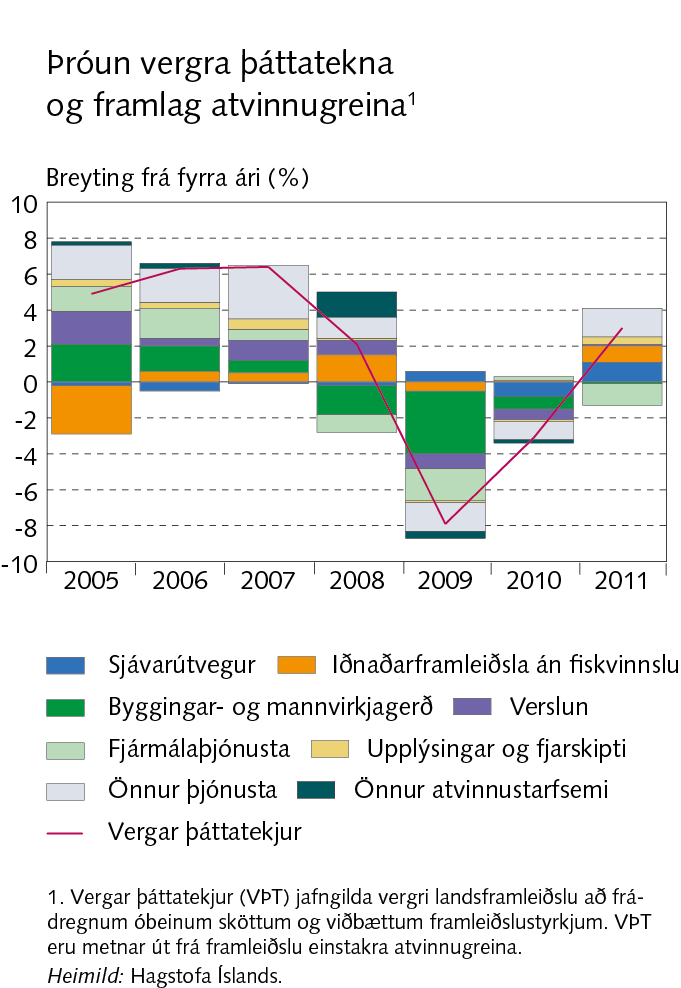 Þróun vergra þáttatekna
og framlag atvinnugreina¹
Breyting frá fyrra ári (%)
10
8
6
4
2
0
-2
-4
-6
-8
-10
2005 2006 2007 2008 2009 2010 2011
Sjávarútvegur Iðnaðarframleiðsla án fiskvinnslu
Byggingar- og mannvirkjagerð Verslun
Fjármálaþjónusta Upplýsingar og fjarskipti
Önnur þjónusta Önnur atvinnustarfsemi
Vergar þáttatekjur
1. Vergar þáttatekjur (VÞT) jafngilda vergri landsframleiðslu að frá-
dregnum óbeinum sköttum og viðbættum framleiðslustyrkjum. VÞT
eru metnar út frá framleiðslu einstakra atvinnugreina.
Heimild: Hagstofa Íslands.